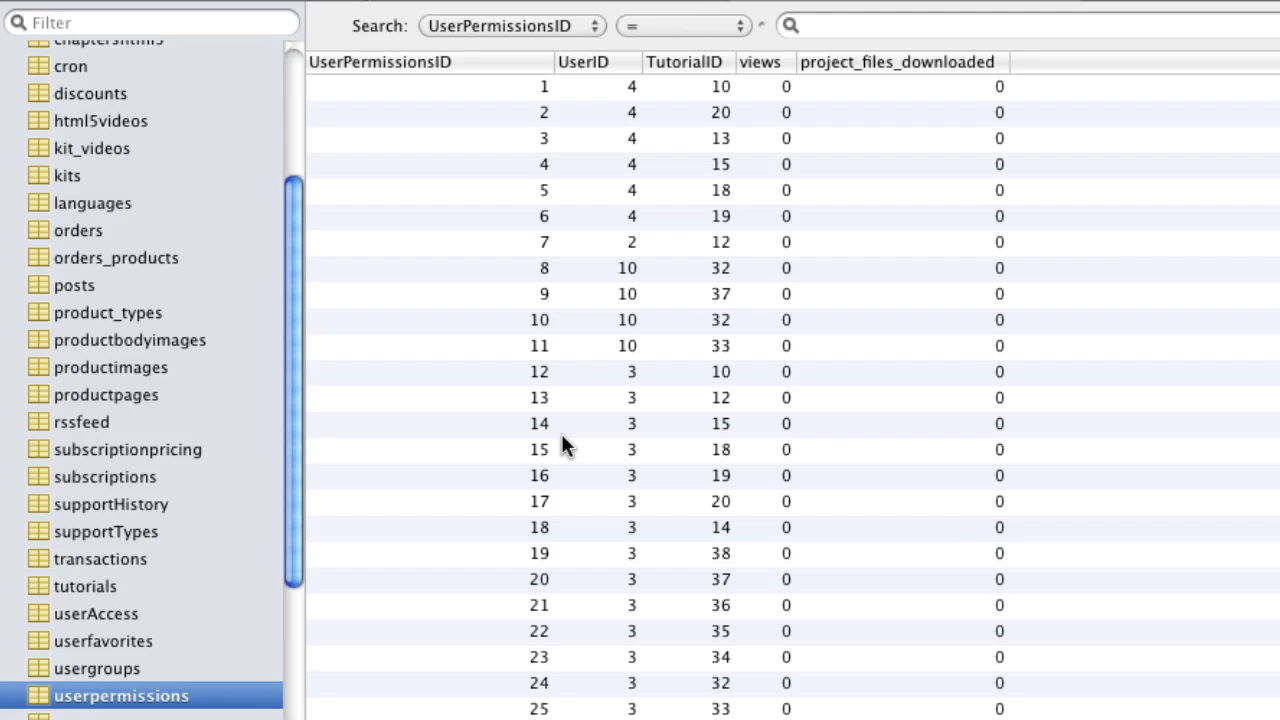 Filter
Search: UserPermissionsID =
chaptershtml5
cron
discounts
html5videos
kit_videos
kits
languages
orders
orders_products
posts
product_types
productbodyimages
productimages
productpages
rssfeed
subscriptionpricing
subscriptions
supportHistory
supportTypes
transactions
tutorials
userAccess
userfavorites
usergroups
userpermissions
UserPermissionsID UserID TutorialID views project_files_downloaded
1 4 10 0 0
2 4 20 0 0
3 4 13 0 0
4 4 15 0 0
5 4 18 0 0
6 4 19 0 0
7 2 12 0 0
8 10 32 0 0
9 10 37 0 0
10 10 32 0 0
11 10 33 0 0
12 3 10 0 0
13 3 12 0 0
14 3 15 0 0
15 3 18 0 0
16 3 19 0 0
17 3 20 0 0
18 3 14 0 0
19 3 38 0 0
20 3 37 0 0
21 3 36 0 0
22 3 35 0 0
23 3 34 0 0
24 3 32 0 0
25 3 33 0 0